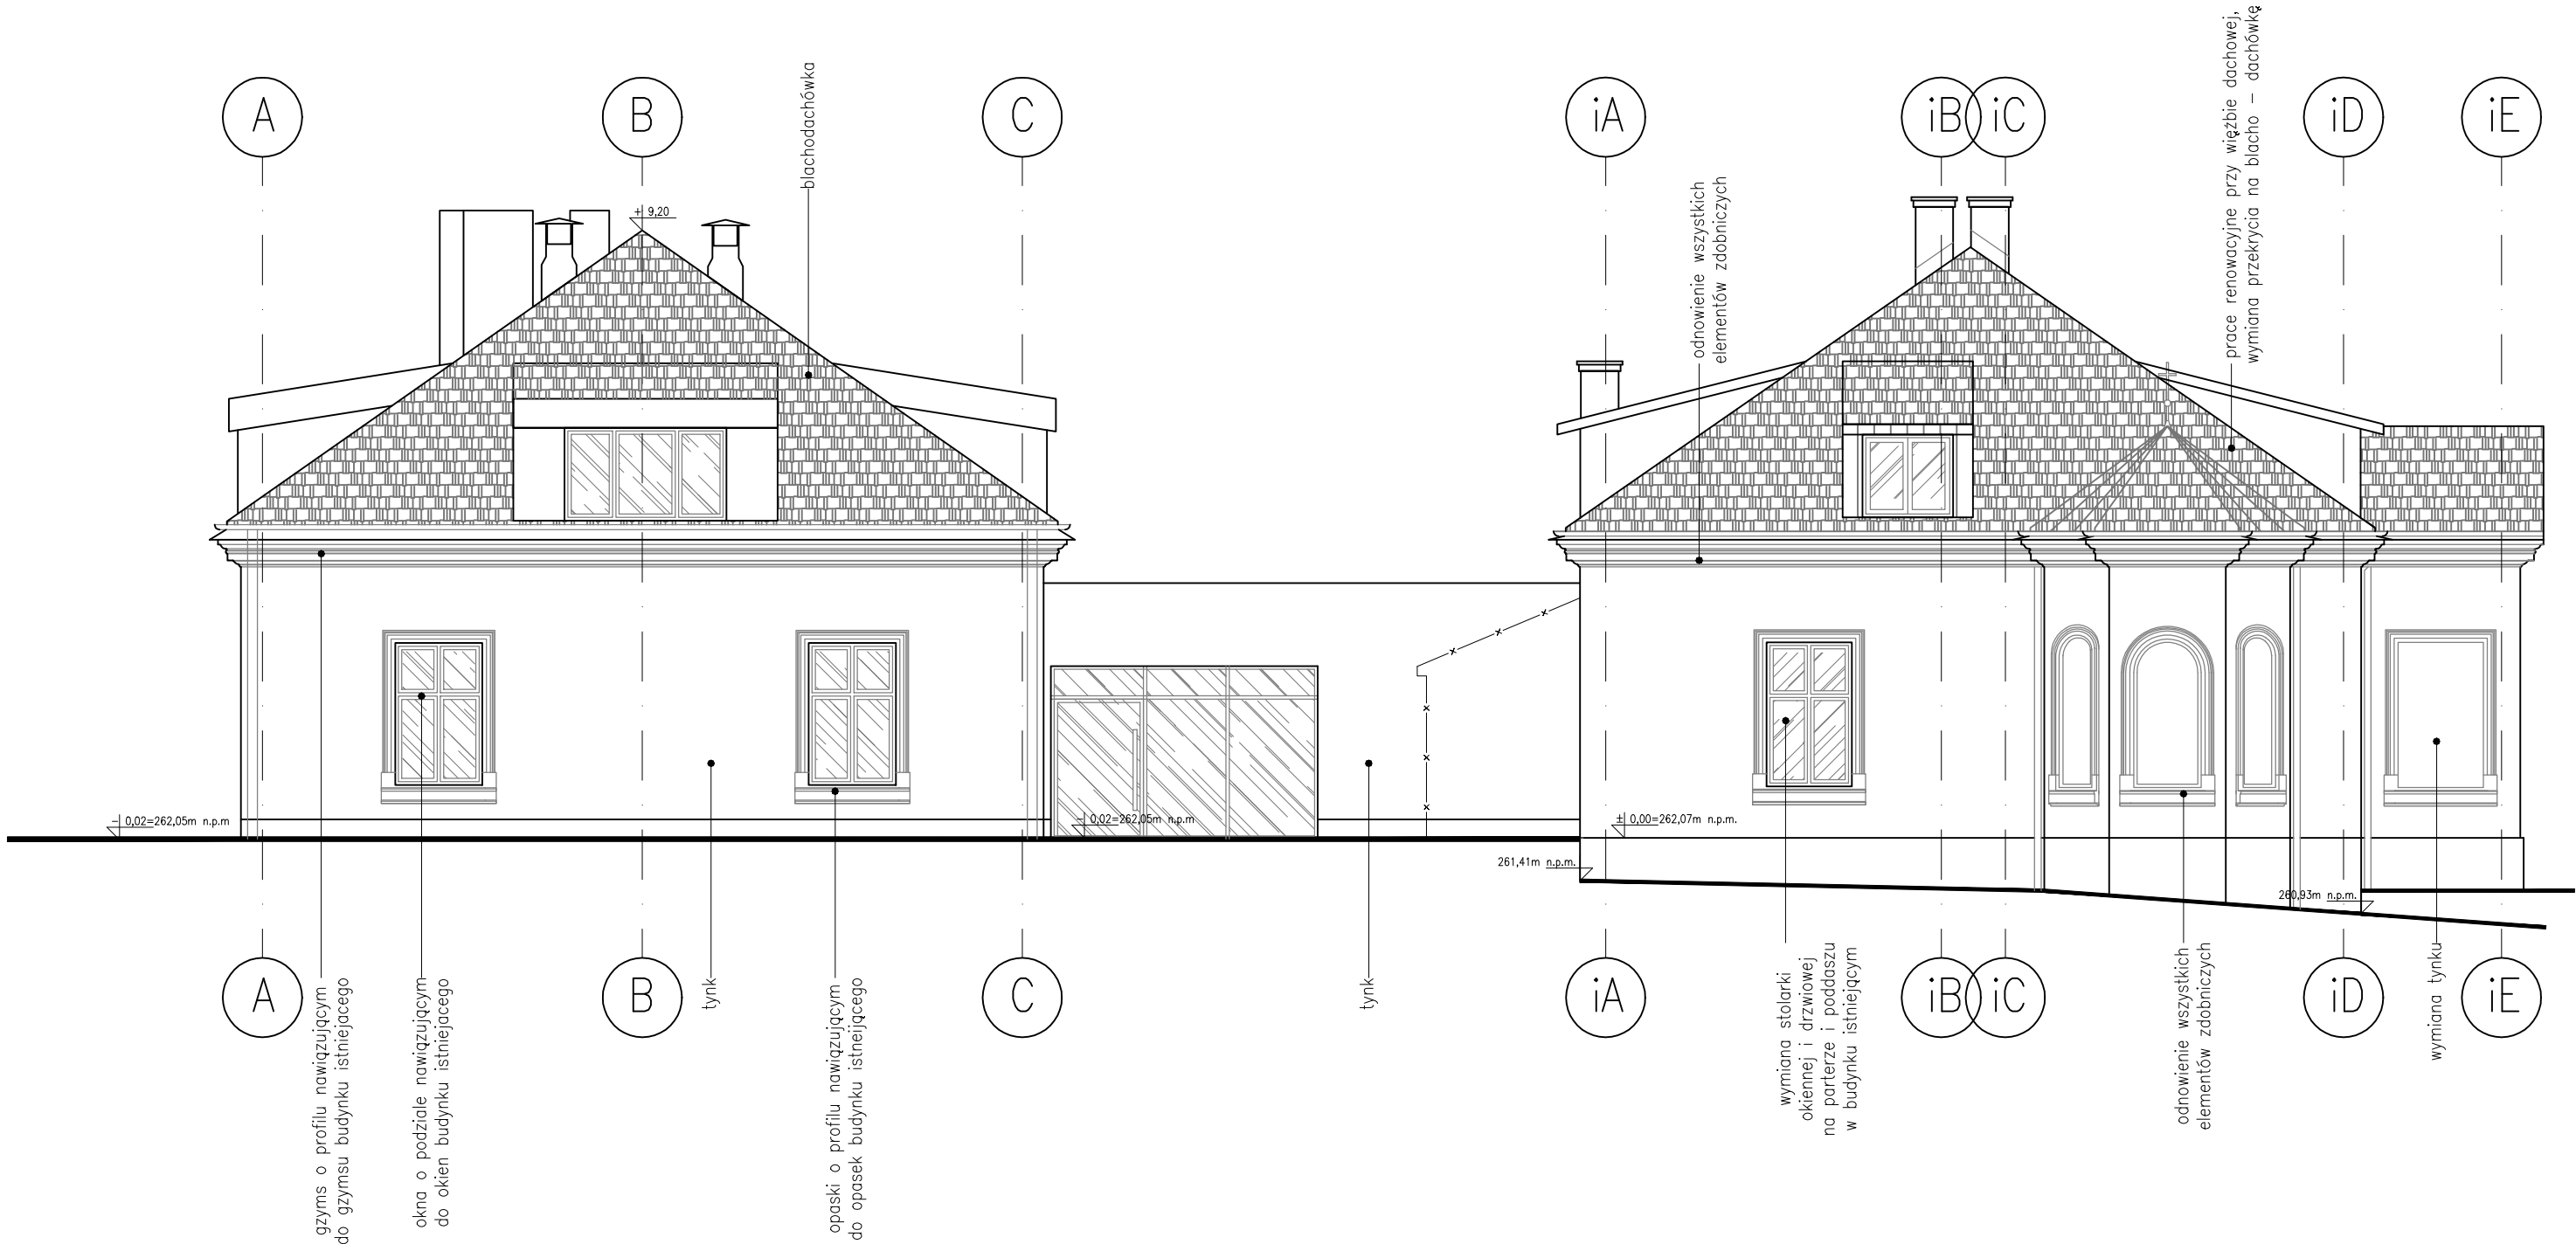 A
B
C
iA
iB
iC
iD
iE
blachodachówka
odnowienie wszystkich
elementów zdobniczych
prace renowacyjne przy więźbie dachowej,
wymiana przekrycia na blacho – dachówkę
+ 9,20
– 0,02=262,05m n.p.m
– 0,02=262,05m n.p.m
± 0,00=262,07m n.p.m.
261,41m n.p.m.
260,93m n.p.m.
A
B
C
iA
iB
iC
iD
iE
gzyms o profilu nawiązującym
do gzymsu budynku istniejacego
okna o podziale nawiązującym
do okien budynku istniejacego
tynk
opaski o profilu nawiązującym
do opasek budynku istneijącego
tynk
wymiana stolarki
okiennej i drzwiowej
na parterze i poddaszu
w budynku istniejącym
odnowienie wszystkich
elementów zdobniczych
wymiana tynku